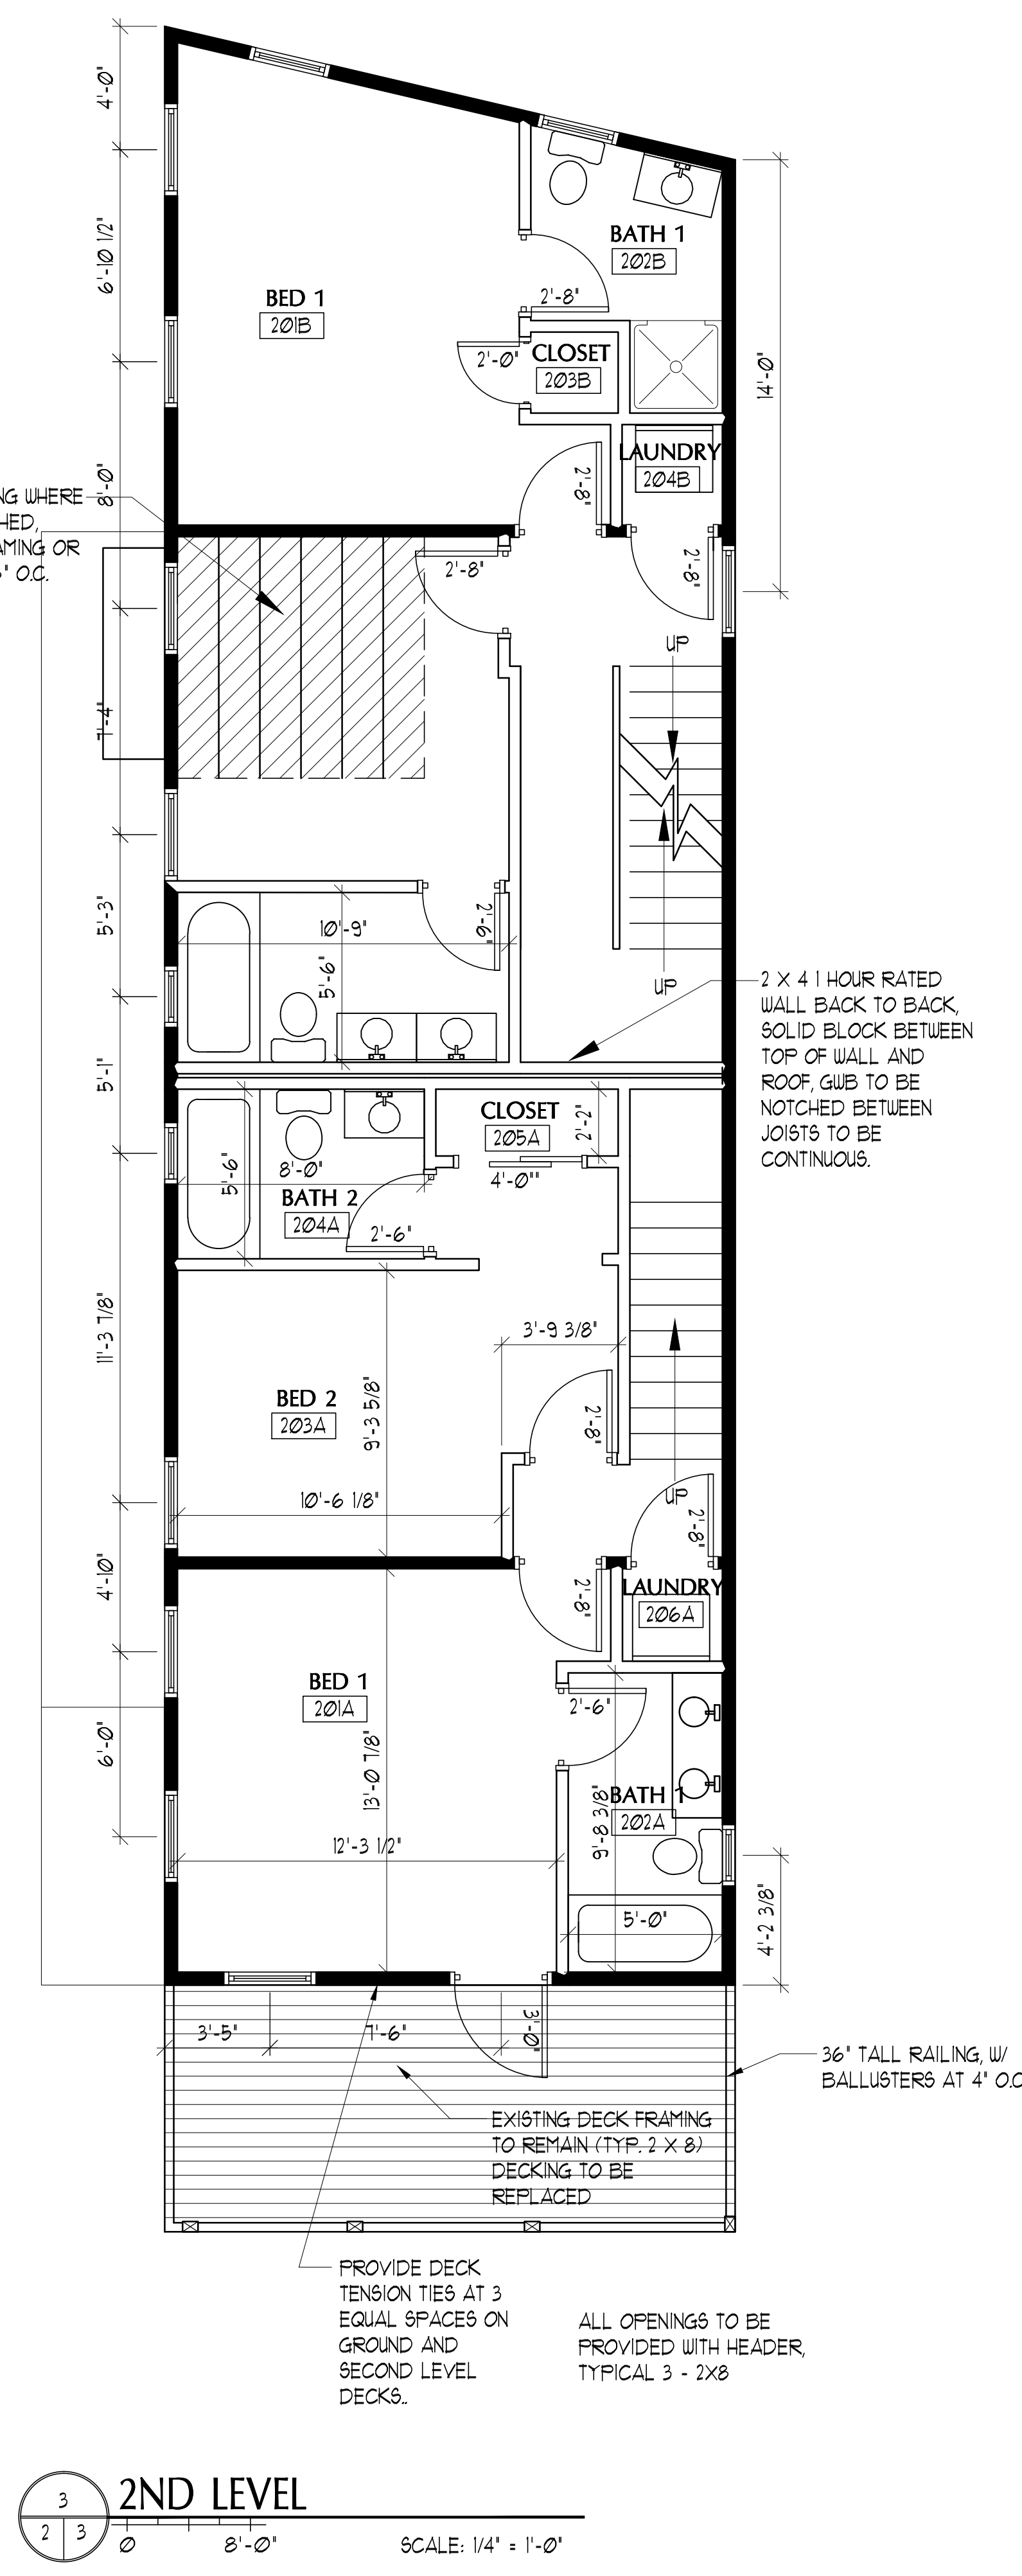 4'-0"
6'-10 1/2"
BATH 1
202B
2'-8"
BED 1
201B
CLOSET
203B
2'-0"
14'-0"
LAUNDRY
204B
2'-8"
8'-0"
NG WHERE
HED,
AMING OR
" O.C.
2'-8"
2'-8"
UP
7'-4"
2'-6"
10'-9"
5'-6"
5'-3"
UP
2 X 4 1 HOUR RATED
WALL BACK TO BACK,
SOLID BLOCK BETWEEN
TOP OF WALL AND
ROOF, GWB TO BE
NOTCHED BETWEEN
JOISTS TO BE
CONTINUOUS.
5'-1"
CLOSET
205A
2'-2"
4'-0""
8'-0"
5'-6"
BATH 2
204A
2'-6"
11'-3 7/8"
3'-9 3/8"
BED 2
203A
9'-3 5/8"
2'-8"
10'-6 1/8"
UP
2'-8"
4'-10"
2'-8"
LAUNDRY
206A
BED 1
201A
2'-6"
6'-0"
13'-0 7/8"
BATH 1
202A
9'-8 3/8"
12'-3 1/2"
5'-0"
4'-2 3/8"
3'-5"
7'-6"
3'-0"
36" TALL RAILING, W/
BALLUSTERS AT 4" O.C
EXISTING DECK FRAMING
TO REMAIN (TYP. 2 X 8)
DECKING TO BE
REPLACED
PROVIDE DECK
TENSION TIES AT 3
EQUAL SPACES ON
GROUND AND
SECOND LEVEL
DECKS..
ALL OPENINGS TO BE
PROVIDED WITH HEADER,
TYPICAL 3 - 2X8
3
2 3
2ND LEVEL
0 8'-0"
SCALE: 1/4" = 1'-0"